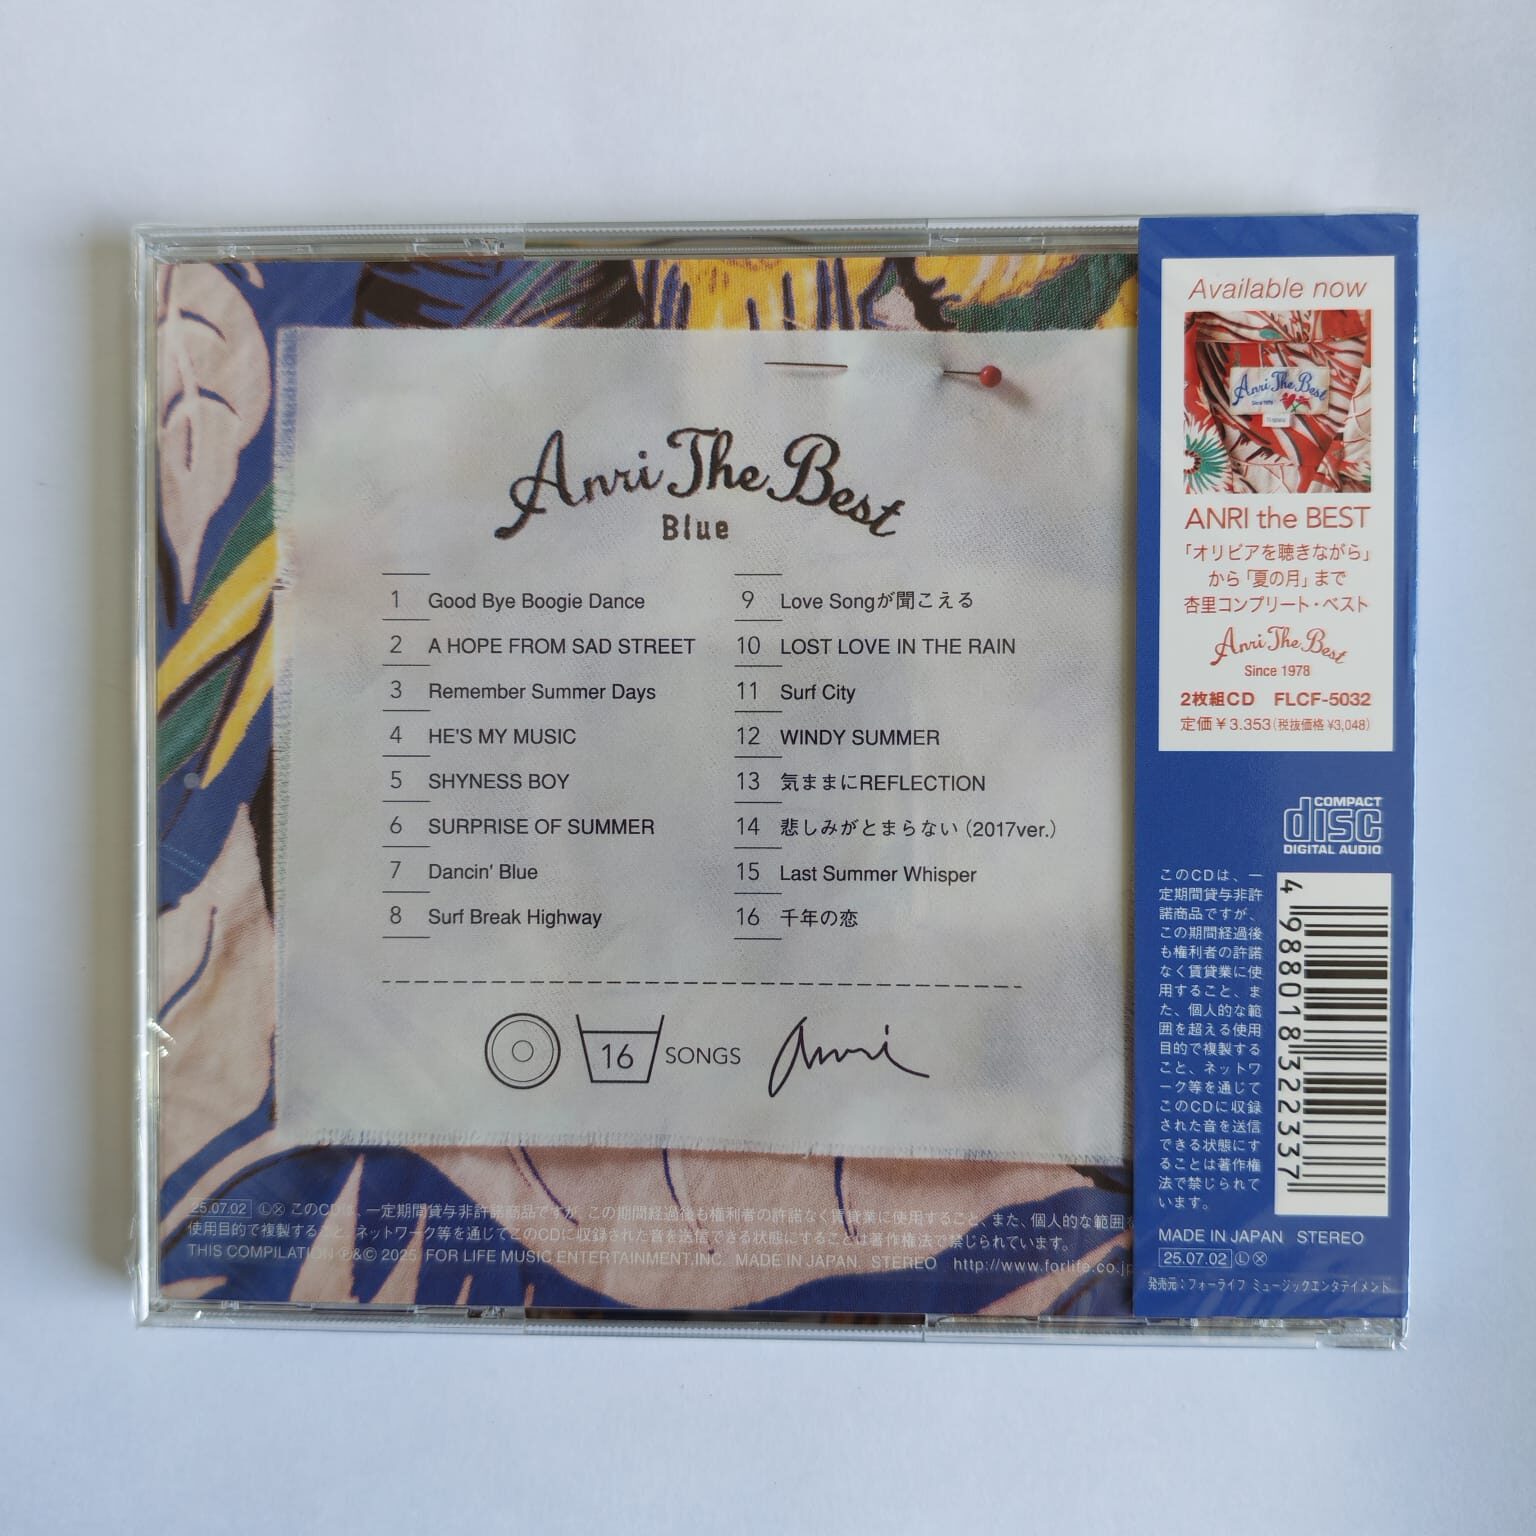 Anri The Best
Blue
1 Good Bye Boogie Dance
2 A HOPE FROM SAD STREET
3 Remember Summer Days
4 HE'S MY MUSIC
5 SHYNESS BOY
6 SURPRISE OF SUMMER
7 Dancin' Blue
8 Surf Break Highway
9 Love Songが聞こえる
10 LOST LOVE IN THE RAIN
11 Surf City
12 WINDY SUMMER
13 気ままにREFLECTION
14 悲しみがとまらない（2017ver.）
15 Last Summer Whisper
16 千年の恋
16 SONGS
anri
25.07.02 Ⓛ Ⓧ このCDは、一定期間貸与非許諾商品ですが、この期間経過後も権利者の許諾なく賃貸業に使用すること、また、個人的な範囲を
使用目的で複製すること、ネットワーク等を通じてこのCDに収録された音を送信できる状態にすることは著作権法で禁じられています。
THIS COMPILATION Ⓟ&© 2025 FOR LIFE MUSIC ENTERTAINMENT,INC. MADE IN JAPAN. STEREO http://www.forlife.co.jp
Available now
Anri The Best
Since 1978
ANRI the BEST
「オリビアを聴きながら」
から「夏の月」まで
杏里コンプリート・ベスト
Anri The Best
Since 1978
2枚組CD FLCF-5032
定価￥3.353(税抜価格 ¥3,048)
COMPACT
disc
DIGITAL AUDIO
このCDは、一
定期間貸与非許
諾商品ですが、
この期間経過後
も権利者の許諾
なく賃貸業に使
用すること、ま
た、個人的な範
囲を超える使用
目的で複製する
こと、ネットワ
ーク等を通じて
このCDに収録
された音を送信
できる状態にす
ることは著作権
法で禁じられて
います。
4 988018 322337
MADE IN JAPAN STEREO
25.07.02 Ⓛ Ⓧ
発売元：フォーライフ ミュージックエンタテイメント